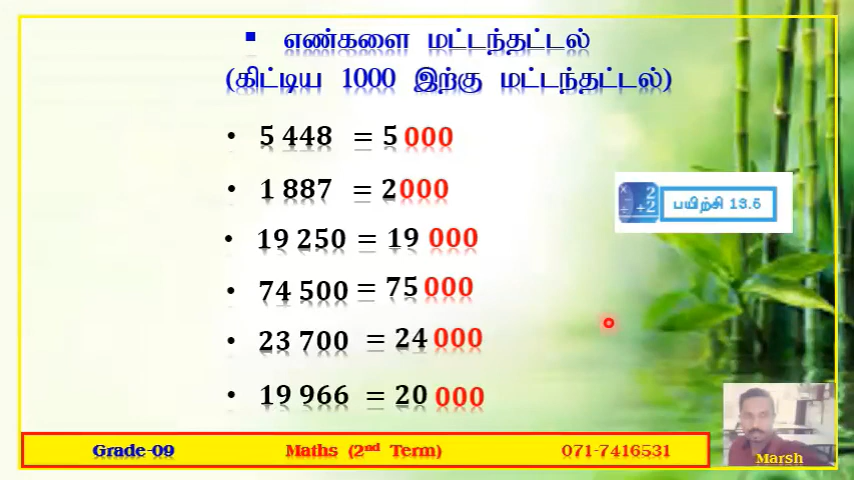 ▪ எண்களை மட்டந்தட்டல்
(கிட்டிய 1000 இற்கு மட்டந்தட்டல்)
• 5 448 = 5 000
• 1 887 = 2 000
• 19 250 = 19 000
• 74 500 = 75 000
• 23 700 = 24 000
• 19 966 = 20 000
பயிற்சி 13.5
Grade-09 Maths (2nd Term) 071-7416531
Marsh